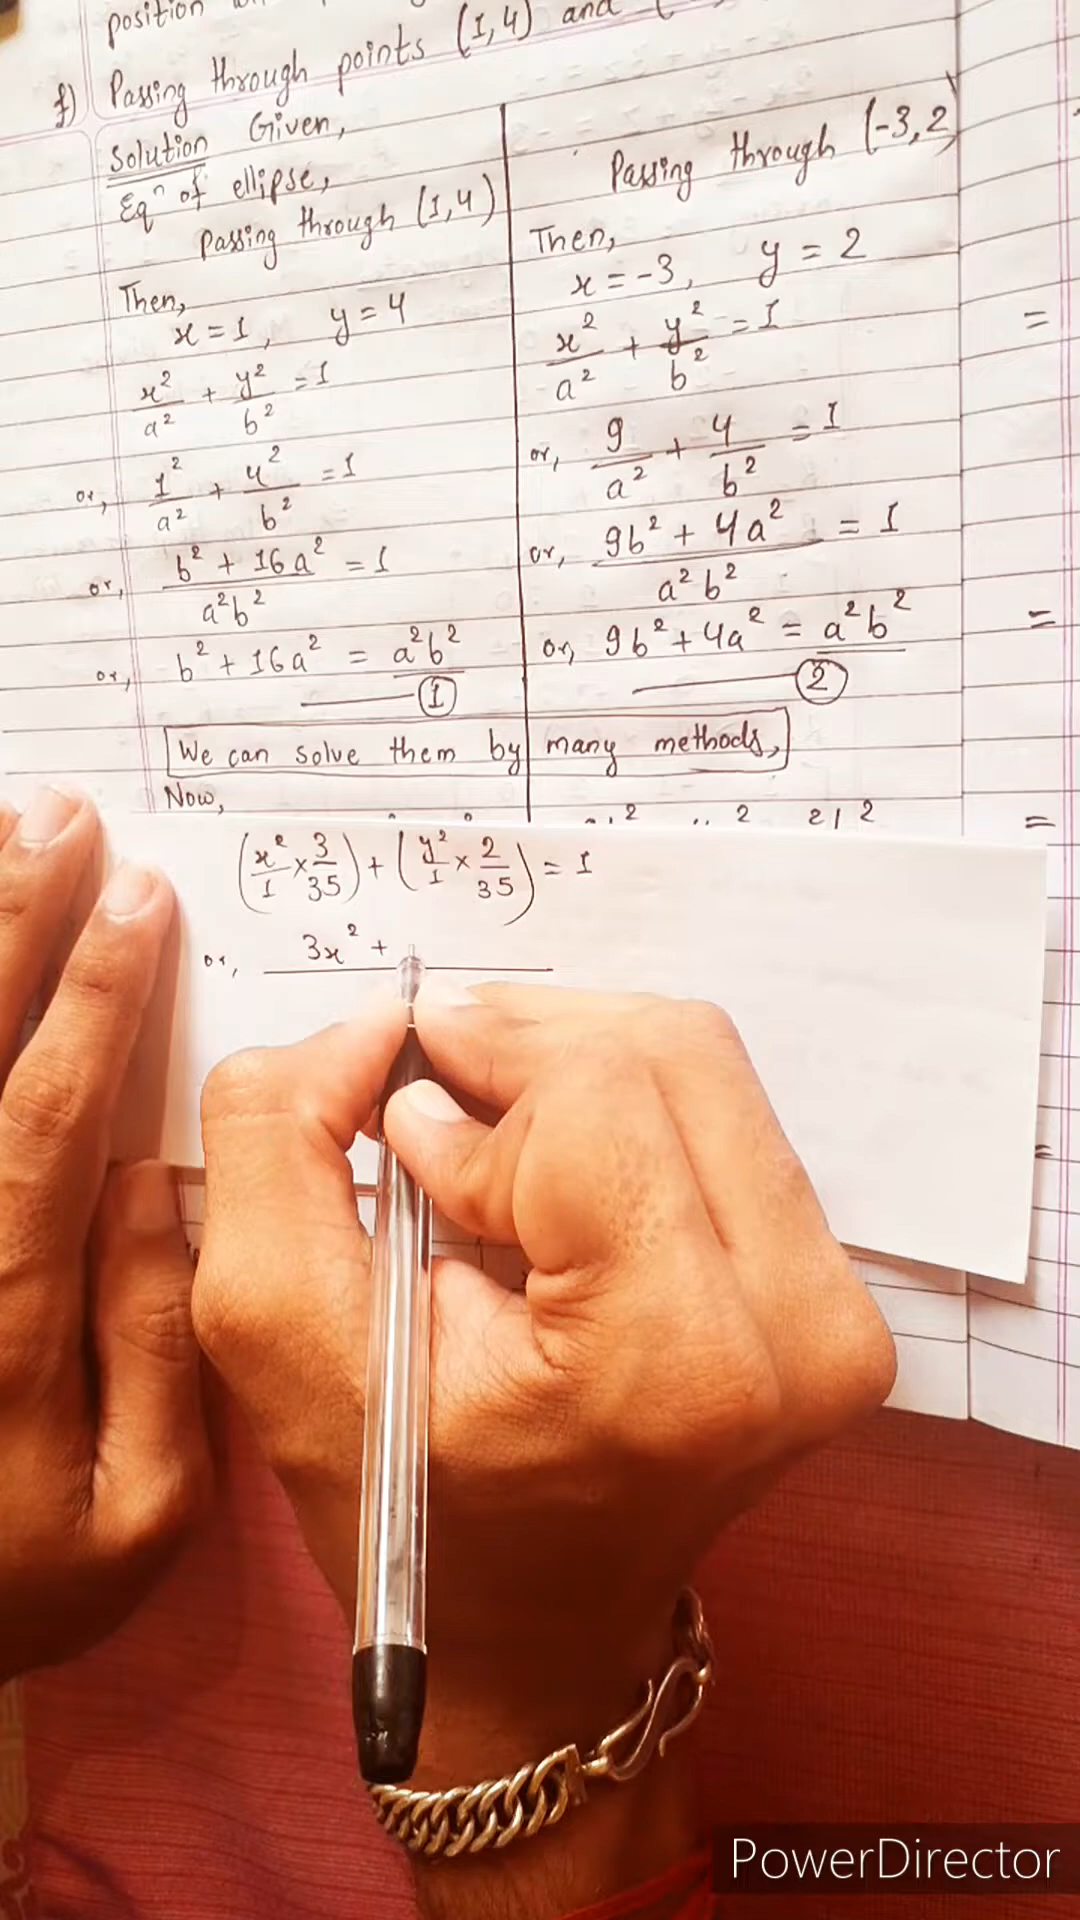 position
f) Passing through points (1,4) and (
Solution Given,
Eqⁿ of ellipse,
passing through (1,4)
Then,
x = 1, y = 4
x²/a² + y²/b² = 1
or, 1²/a² + 4²/b² = 1
or, b² + 16a²/a²b² = 1
or, b² + 16a² = a²b²
①
Passing through (-3,2)
Then,
x = -3, y = 2
x²/a² + y²/b² = 1
or, 9/a² + 4/b² = 1
or, 9b² + 4a²/a²b² = 1
or, 9b² + 4a² = a²b²
②
We can solve them by many methods,
Now,
(x²/1 × 3/35) + (y²/1 × 2/35) = 1
or, 3x² +
=
=
=
=
PowerDirector